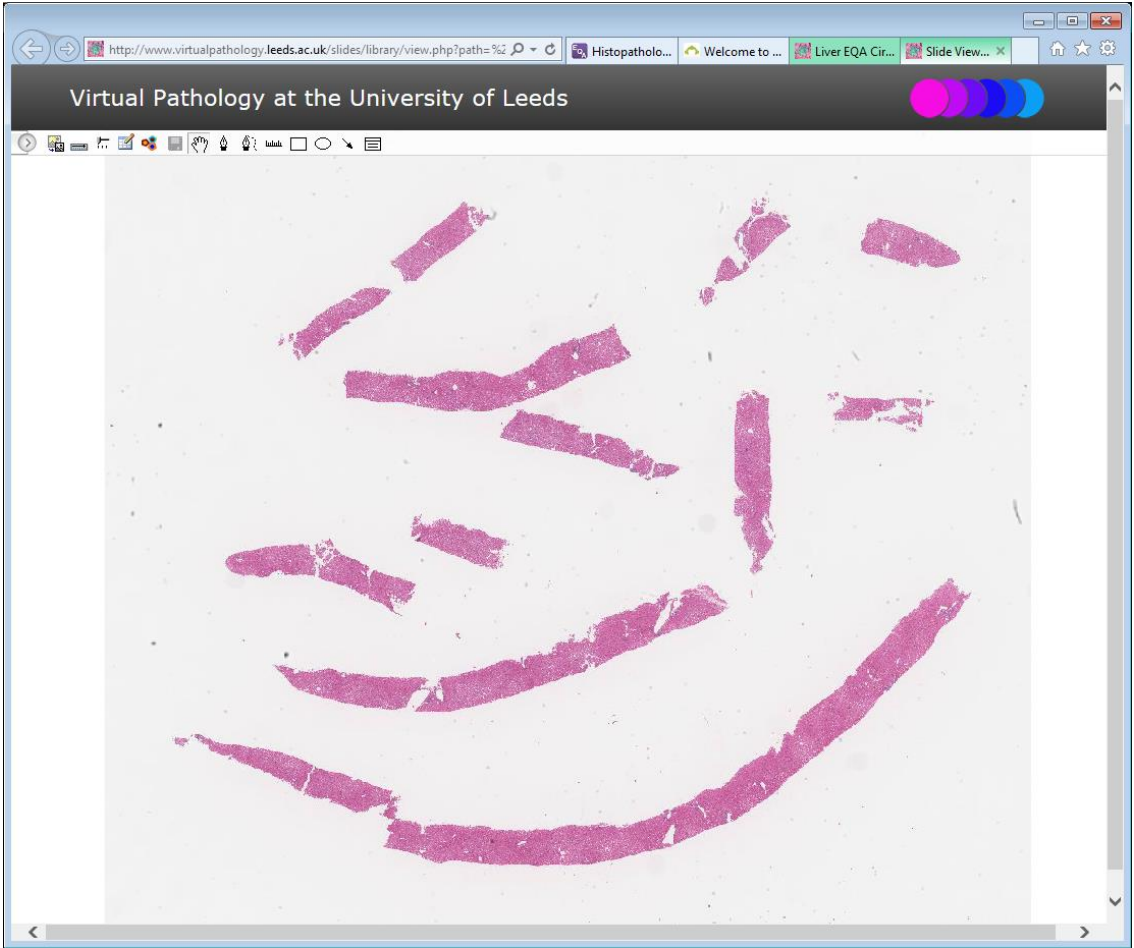 http://www.virtualpathology.leeds.ac.uk/slides/library/view.php?path=%2
Histopatholo...
Welcome to ...
Liver EQA Cir...
Slide View...
Virtual Pathology at the University of Leeds